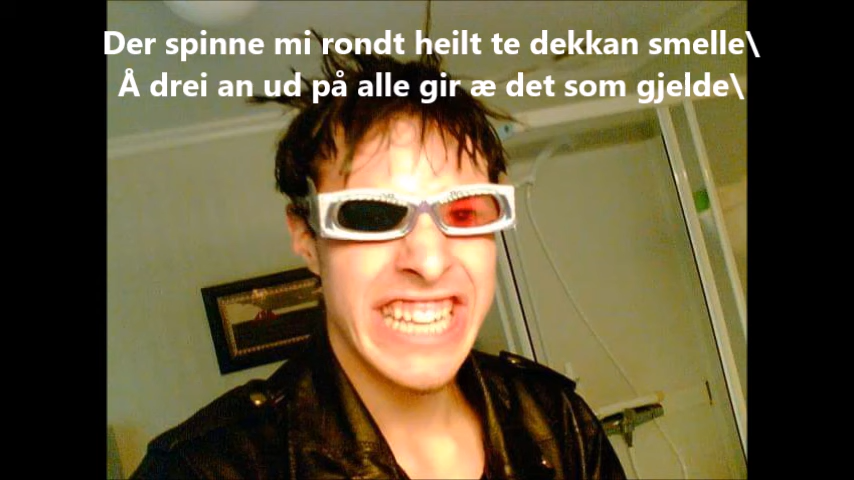 Der spinne mi rondt heilt te dekkan smelle\
Å drei an ud på alle gir æ det som gjelde\